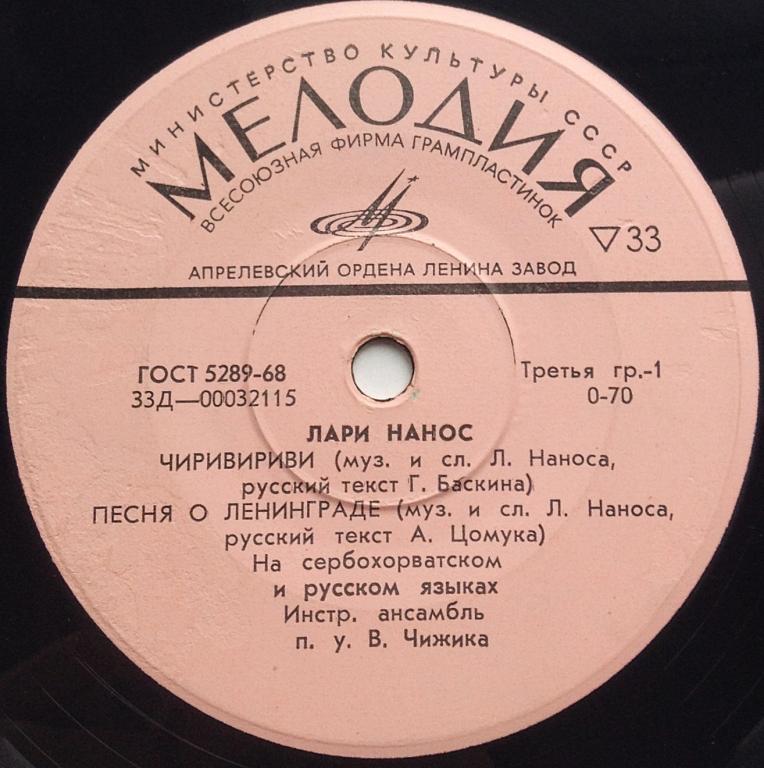 МИНИСТЕРСТВО КУЛЬТУРЫ СССР
МЕЛОДИЯ
ВСЕСОЮЗНАЯ ФИРМА ГРАМПЛАСТИНОК
▽33
АПРЕЛЕВСКИЙ ОРДЕНА ЛЕНИНА ЗАВОД
ГОСТ 5289-68
33Д—00032115
Третья гр.-1
0-70
ЛАРИ НАНОС
ЧИРИВИРИВИ (муз. и сл. Л. Наноса,
русский текст Г. Баскина)
ПЕСНЯ О ЛЕНИНГРАДЕ (муз. и сл. Л. Наноса,
русский текст А. Цомука)
На сербохорватском
и русском языках
Инстр. ансамбль
п. у. В. Чижика